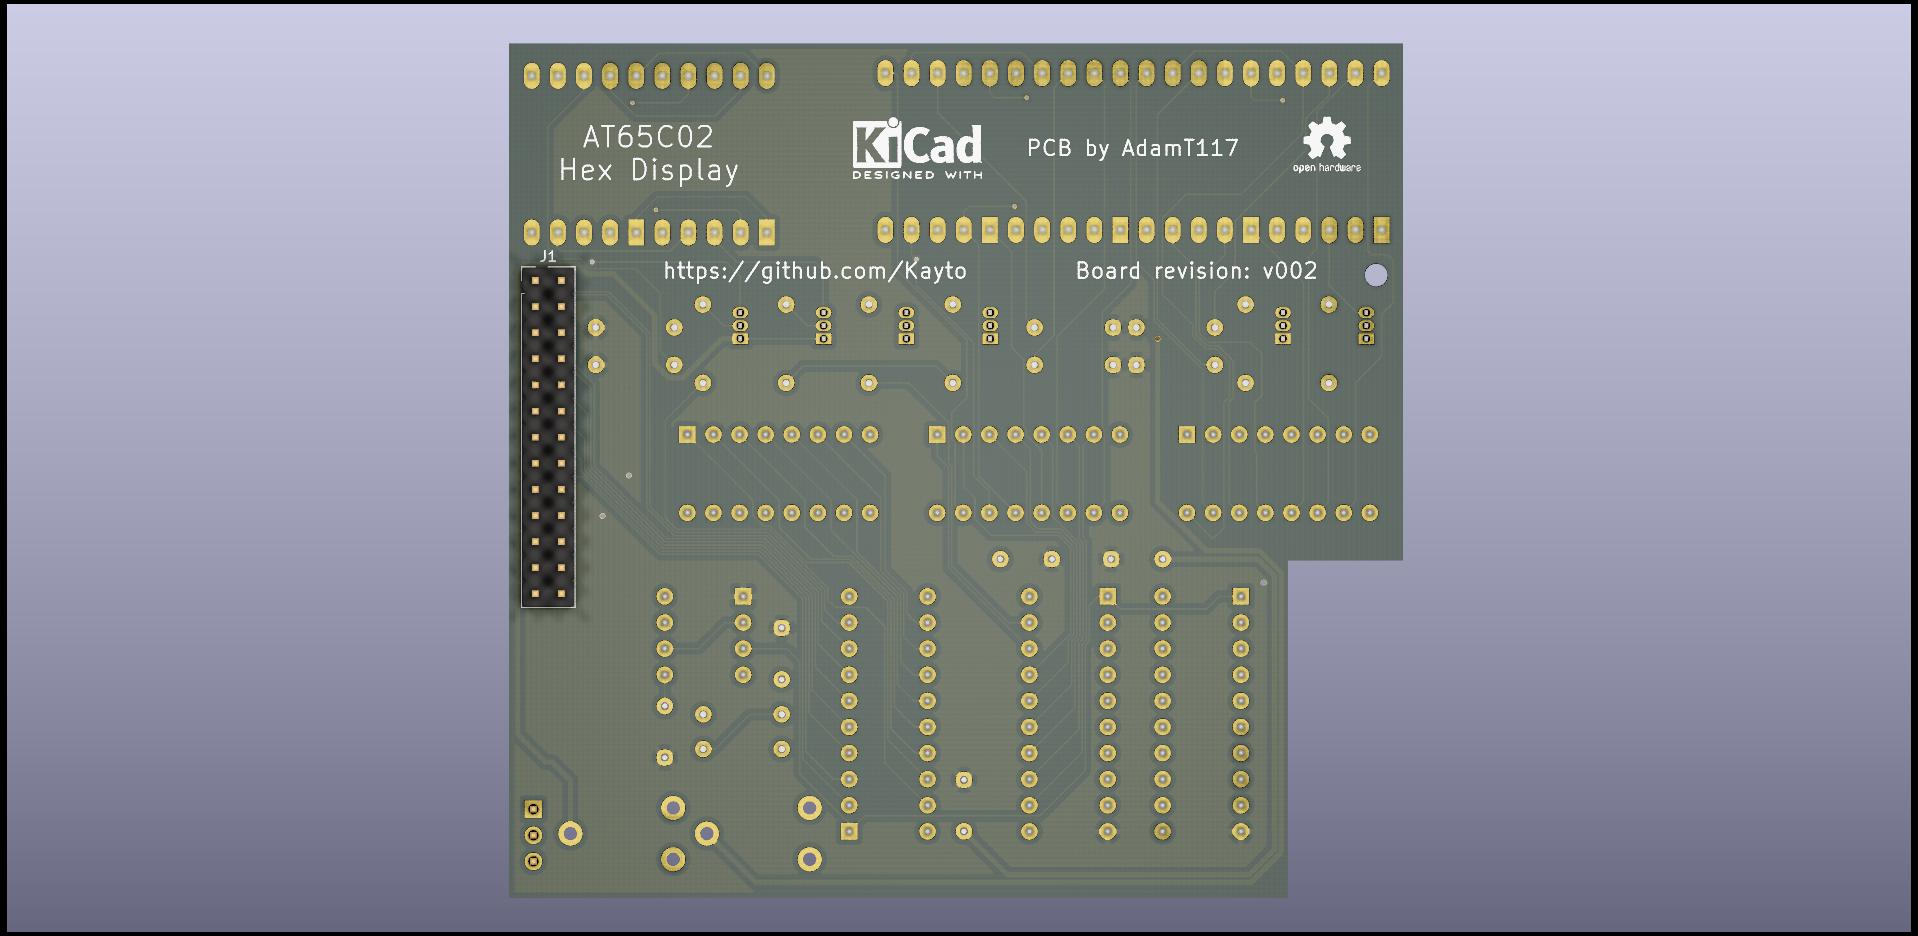 AT65C02
Hex Display
KiCad
DESIGNED WITH
PCB by AdamT117
open hardware
J1
https://github.com/Kayto
Board revision: v002